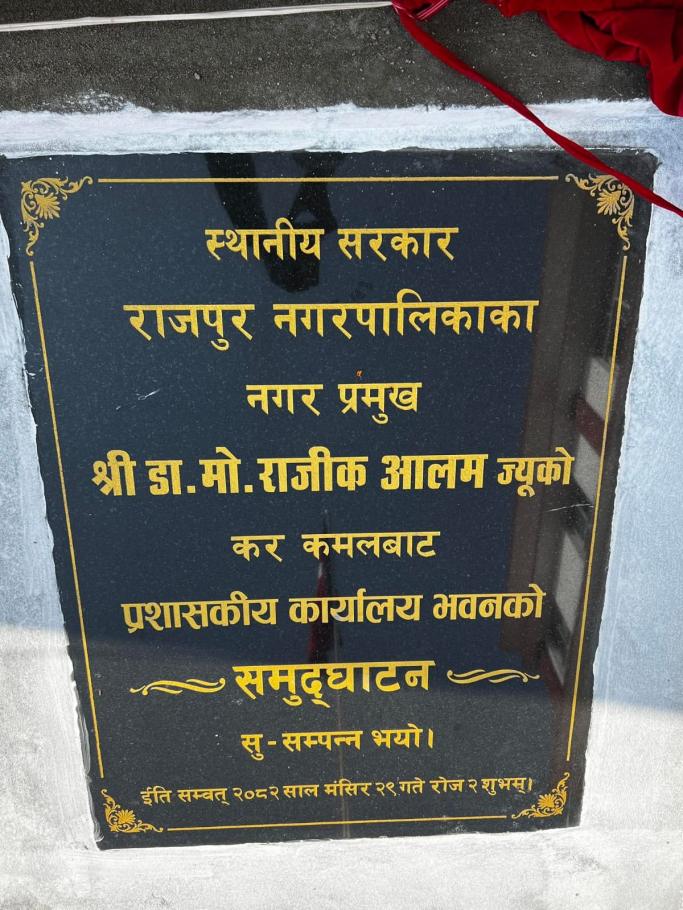 स्थानीय सरकार
राजपुर नगरपालिकाका
नगर प्रमुख
श्री डा.मो.राजीक आलम ज्यूको
कर कमलबाट
प्रशासकीय कार्यालय भवनको
समुद्घाटन
सु-सम्पन्न भयो।
ईति सम्वत् २०८२ साल मंसिर २९ गते रोज २ शुभम्।